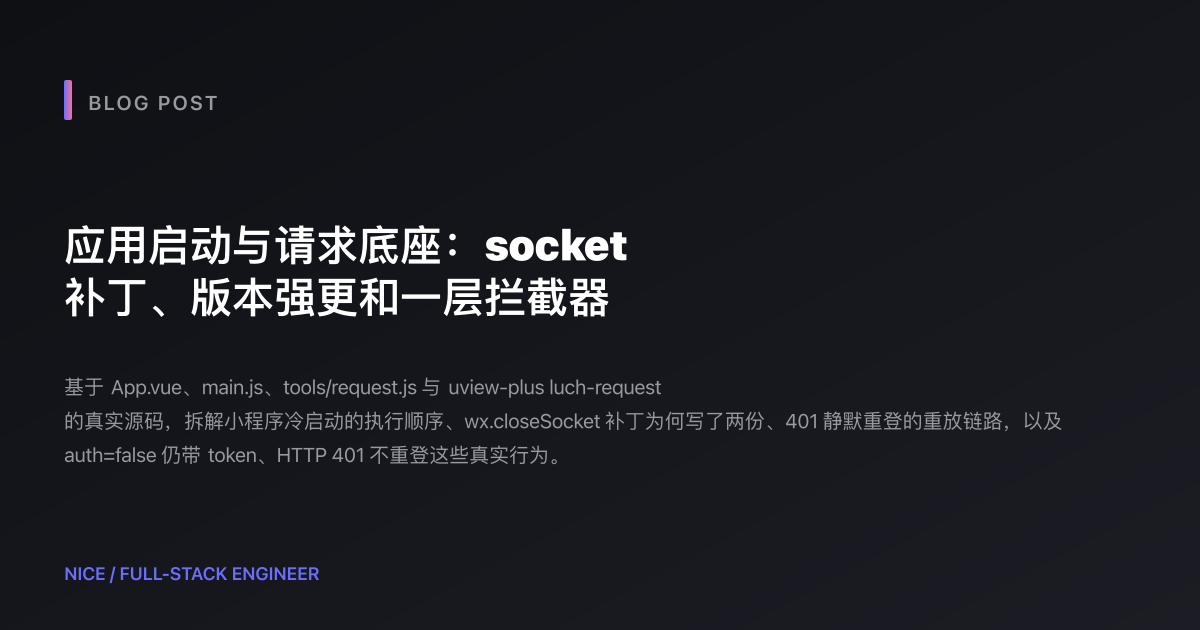 BLOG POST
应用启动与请求底座：socket
补丁、版本强更和一层拦截器
基于 App.vue、main.js、tools/request.js 与 uview-plus luch-request
的真实源码，拆解小程序冷启动的执行顺序、wx.closeSocket 补丁为何写了两份、401 静默重登的重放链路，以及
auth=false 仍带 token、HTTP 401 不重登这些真实行为。
NICE / FULL-STACK ENGINEER